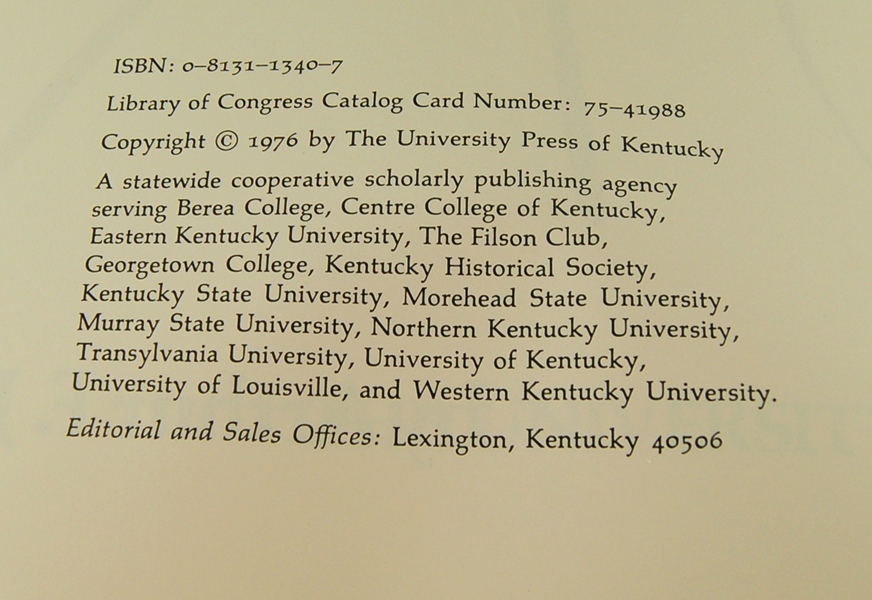 ISBN: 0–8131–1340–7
Library of Congress Catalog Card Number: 75–41988
Copyright © 1976 by The University Press of Kentucky
A statewide cooperative scholarly publishing agency
serving Berea College, Centre College of Kentucky,
Eastern Kentucky University, The Filson Club,
Georgetown College, Kentucky Historical Society,
Kentucky State University, Morehead State University,
Murray State University, Northern Kentucky University,
Transylvania University, University of Kentucky,
University of Louisville, and Western Kentucky University.
Editorial and Sales Offices: Lexington, Kentucky 40506